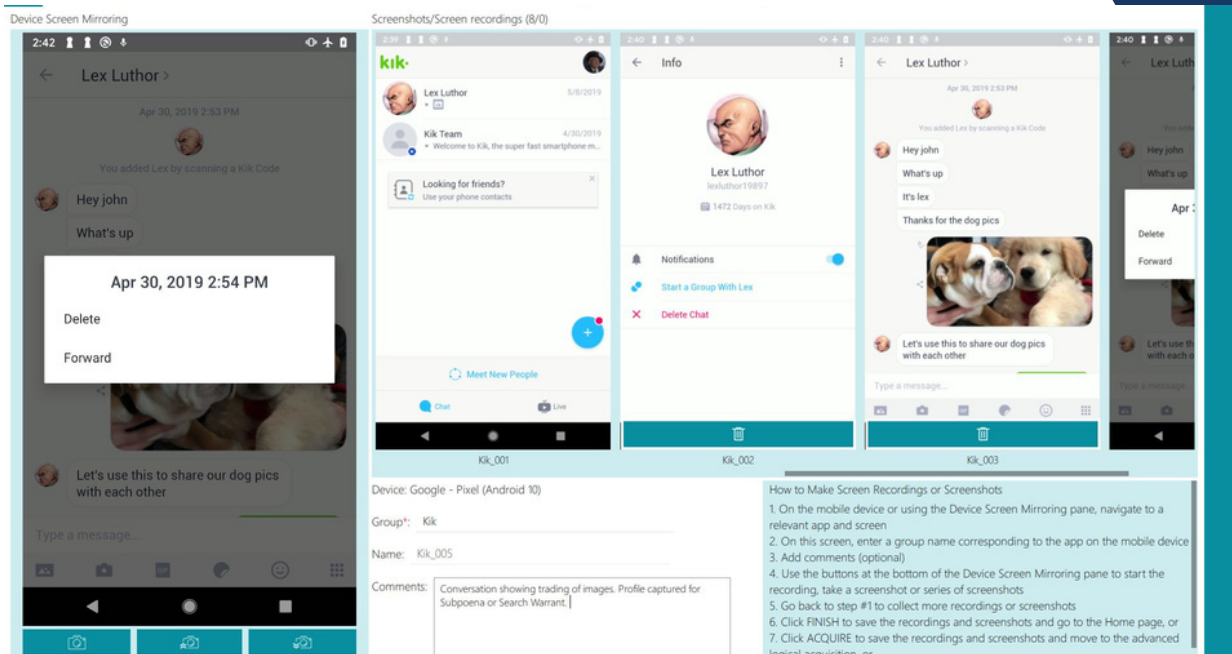 Device Screen Mirroring
2:42
Lex Luthor >
Apr 30, 2019 2:53 PM
You added Lex by scanning a Kik Code
Hey john
What's up
Apr 30, 2019 2:54 PM
Delete
Forward
Let's use this to share our dog pics
with each other
Type a message...
Screenshots/Screen recordings (8/0)
2:39
kik·
Lex Luthor
5/8/2019
Kik Team
4/30/2019
Welcome to Kik, the super fast smartphone m...
Looking for friends?
Use your phone contacts
Meet New People
Chat
Live
Kik_001
2:40
Info
Lex Luthor
lexluthor19897
1472 Days on Kik
Notifications
Start a Group With Lex
Delete Chat
Kik_002
2:40
Lex Luthor >
Apr 30, 2019 2:53 PM
You added Lex by scanning a Kik Code
Hey john
What's up
It's lex
Thanks for the dog pics
Let's use this to share our dog pics
with each other
Type a message...
Kik_003
2:40
Lex Luth
Hey john
What's up
Apr 3
Delete
Forward
Let's use th
with each o
Type a message
Device: Google - Pixel (Android 10)
Group*: Kik
Name: Kik_005
Comments: Conversation showing trading of images. Profile captured for
Subpoena or Search Warrant.
How to Make Screen Recordings or Screenshots
1. On the mobile device or using the Device Screen Mirroring pane, navigate to a
relevant app and screen
2. On this screen, enter a group name corresponding to the app on the mobile device
3. Add comments (optional)
4. Use the buttons at the bottom of the Device Screen Mirroring pane to start the
recording, take a screenshot or series of screenshots
5. Go back to step #1 to collect more recordings or screenshots
6. Click FINISH to save the recordings and screenshots and go to the Home page, or
7. Click ACQUIRE to save the recordings and screenshots and move to the advanced
logical acquisition, or